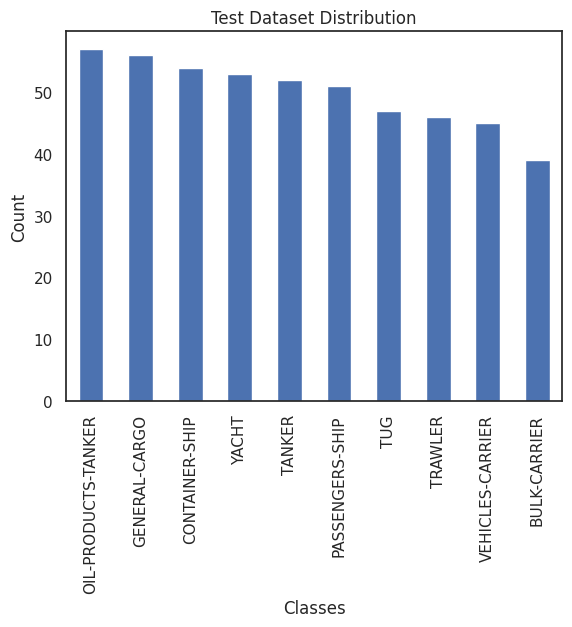 Test Dataset Distribution
Count
50
40
30
20
10
0
OIL-PRODUCTS-TANKER
GENERAL-CARGO
CONTAINER-SHIP
YACHT
TANKER
PASSENGERS-SHIP
TUG
TRAWLER
VEHICLES-CARRIER
BULK-CARRIER
Classes